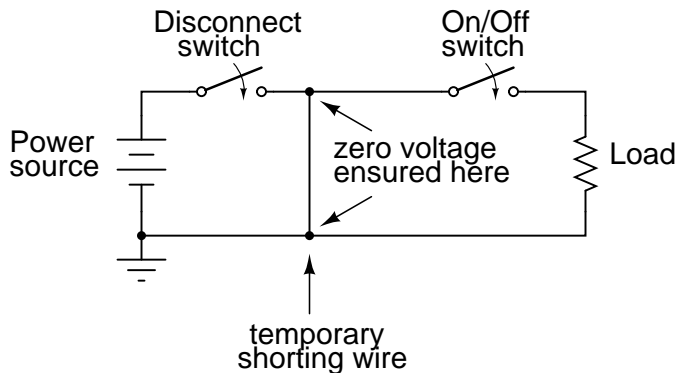 Disconnect
switch
On/Off
switch
Power
source
zero voltage
ensured here
Load
temporary
shorting wire